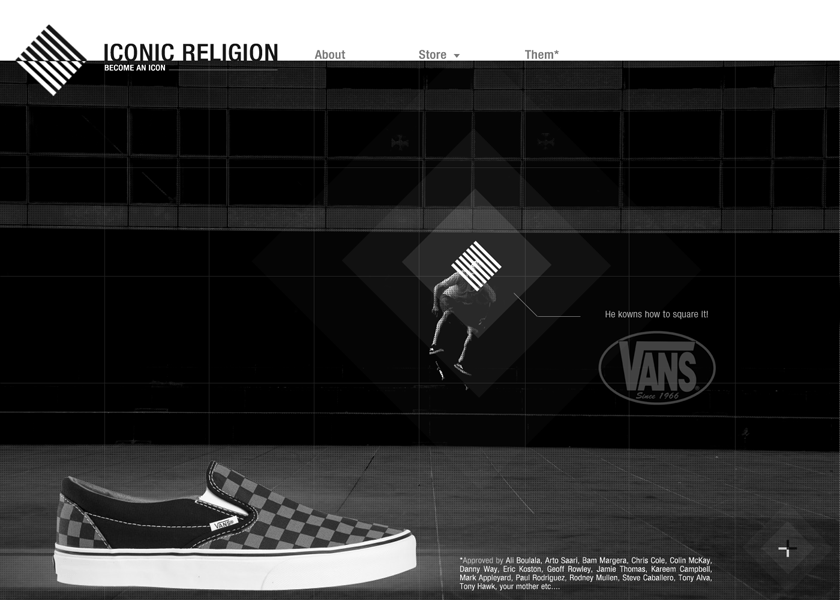 ICONIC RELIGION
BECOME AN ICON
About
Store
Them*
He kowns how to square it!
VANS
Since 1966
VANS
*Approved by Ali Boulala, Arto Saari, Bam Margera, Chris Cole, Colin McKay,
Danny Way, Eric Koston, Geoff Rowley, Jamie Thomas, Kareem Campbell,
Mark Appleyard, Paul Rodriguez, Rodney Mullen, Steve Caballero, Tony Alva,
Tony Hawk, your mother etc....